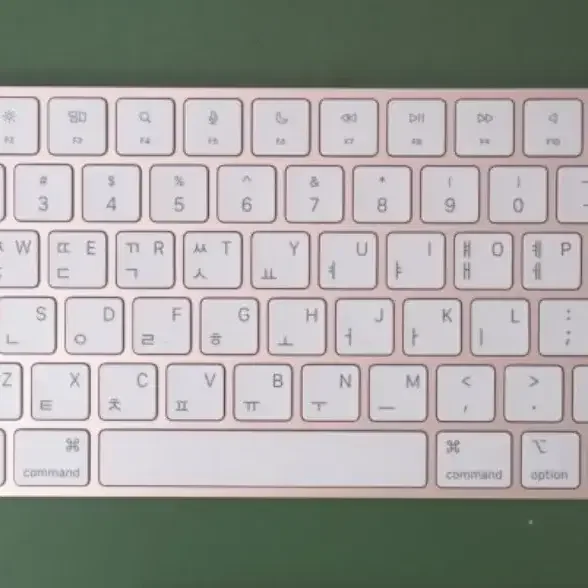 F2 F3 F4 F5 F6 F7 F8 F9 F10
# $ % ^ & * ( )
3 4 5 6 7 8 9 0
W ㄸ E ㄲ R ㅆ T Y U I ㅒ O ㅖ P
ㄷ ㄱ ㅅ ㅛ ㅕ ㅑ ㅐ ㅔ
S D F G H J K L :
ㄴ ㅇ ㄹ ㅎ ㅗ ㅓ ㅏ ㅣ ;
Z X C V B N M < >
ㅌ ㅊ ㅍ ㅠ ㅜ ㅡ , .
⌘ ⌘ ⌥
command command option